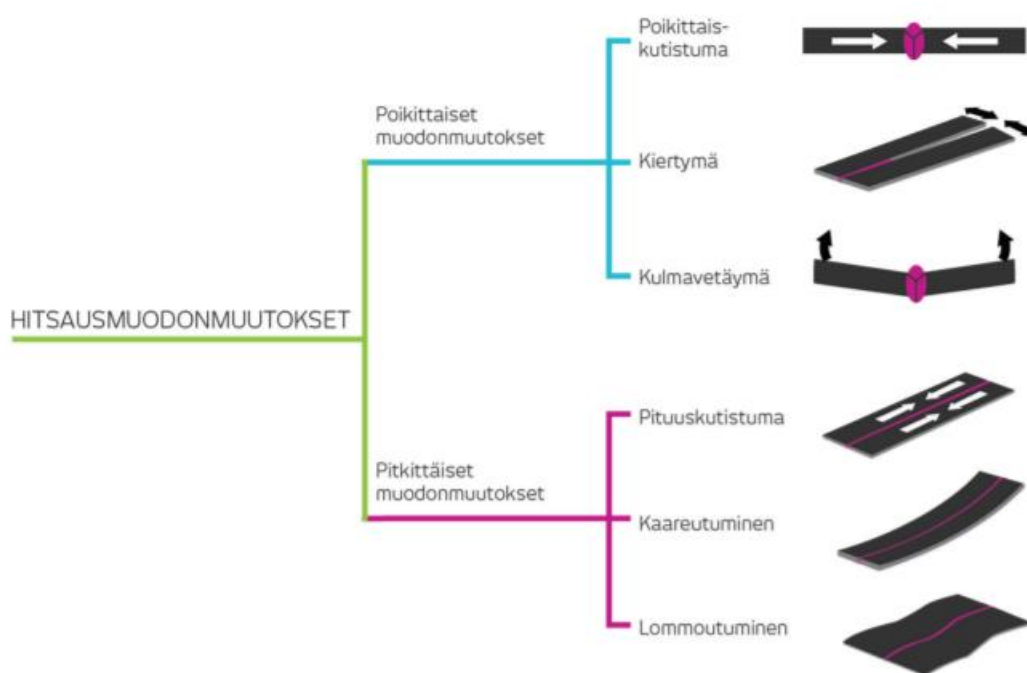 HITSAUSMUODONMUUTOKSET
Poikittaiset
muodonmuutokset
Poikittais-
kutistuma
Kiertymä
Kulmavetäymä
Pitkittäiset
muodonmuutokset
Pituuskutistuma
Kaareutuminen
Lommoutuminen